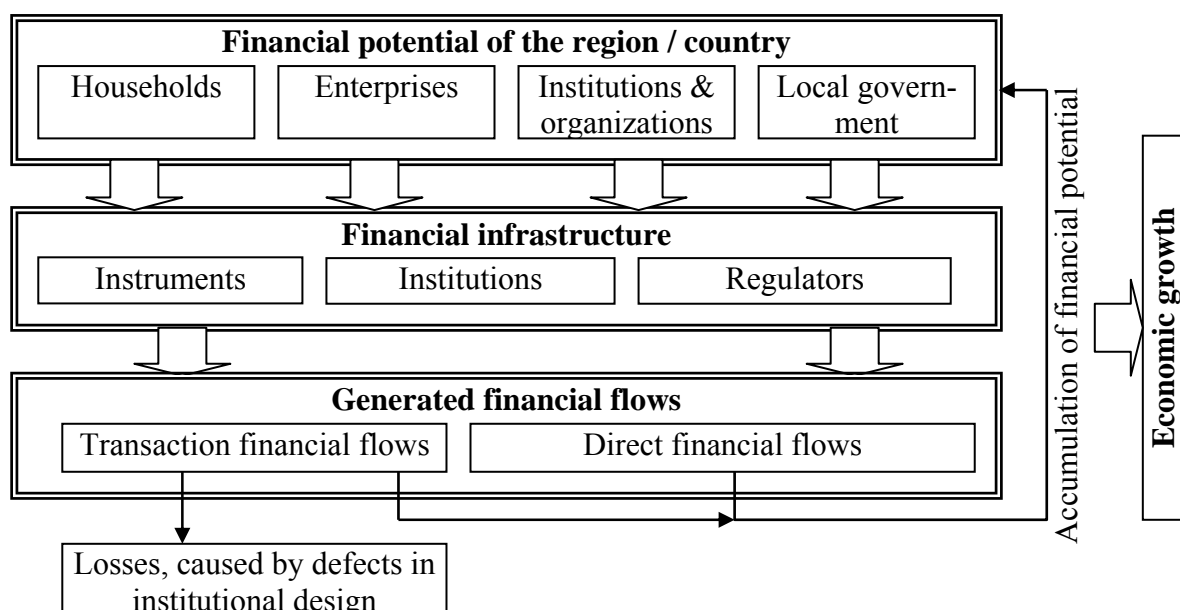 Financial potential of the region / country
Households
Enterprises
Institutions &
organizations
Local govern-
ment
Financial infrastructure
Instruments
Institutions
Regulators
Generated financial flows
Transaction financial flows
Direct financial flows
Losses, caused by defects in
institutional design
Accumulation of financial potential
Economic growth